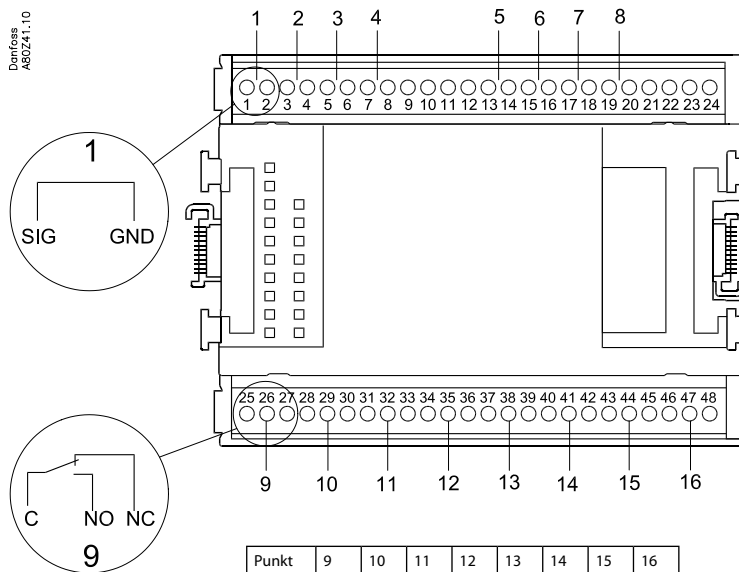 Danfoss
A80Z41.10
1 2 3 4 5 6 7 8
1 2 3 4 5 6 7 8 9 10 11 12 13 14 15 16 17 18 19 20 21 22 23 24
1
SIG GND
25 26 27 28 29 30 31 32 33 34 35 36 37 38 39 40 41 42 43 44 45 46 47 48
9 10 11 12 13 14 15 16
C NO NC
9
Punkt 9 10 11 12 13 14 15 16